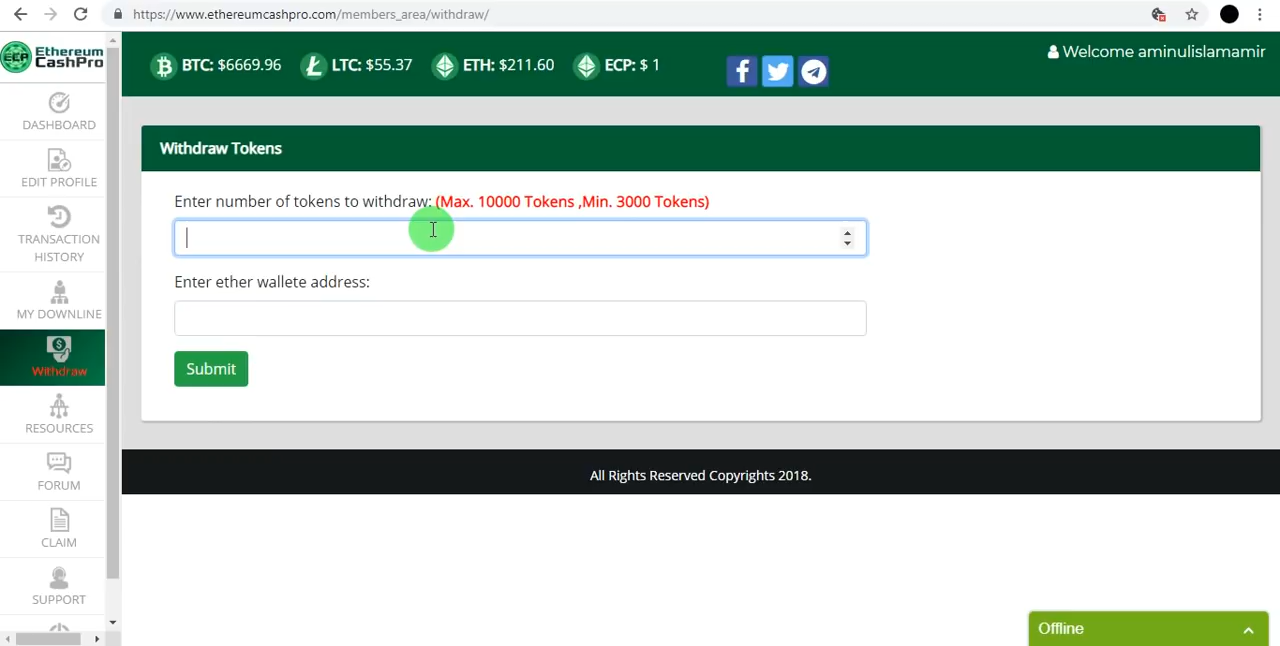 https://www.ethereumcashpro.com/members_area/withdraw/
ECP Ethereum CashPro
BTC: $6669.96 LTC: $55.37 ETH: $211.60 ECP: $ 1
Welcome aminulislamamir
DASHBOARD
EDIT PROFILE
TRANSACTION
HISTORY
MY DOWNLINE
Withdraw
RESOURCES
FORUM
CLAIM
SUPPORT
Withdraw Tokens
Enter number of tokens to withdraw: (Max. 10000 Tokens ,Min. 3000 Tokens)
Enter ether wallete address:
Submit
All Rights Reserved Copyrights 2018.
Offline